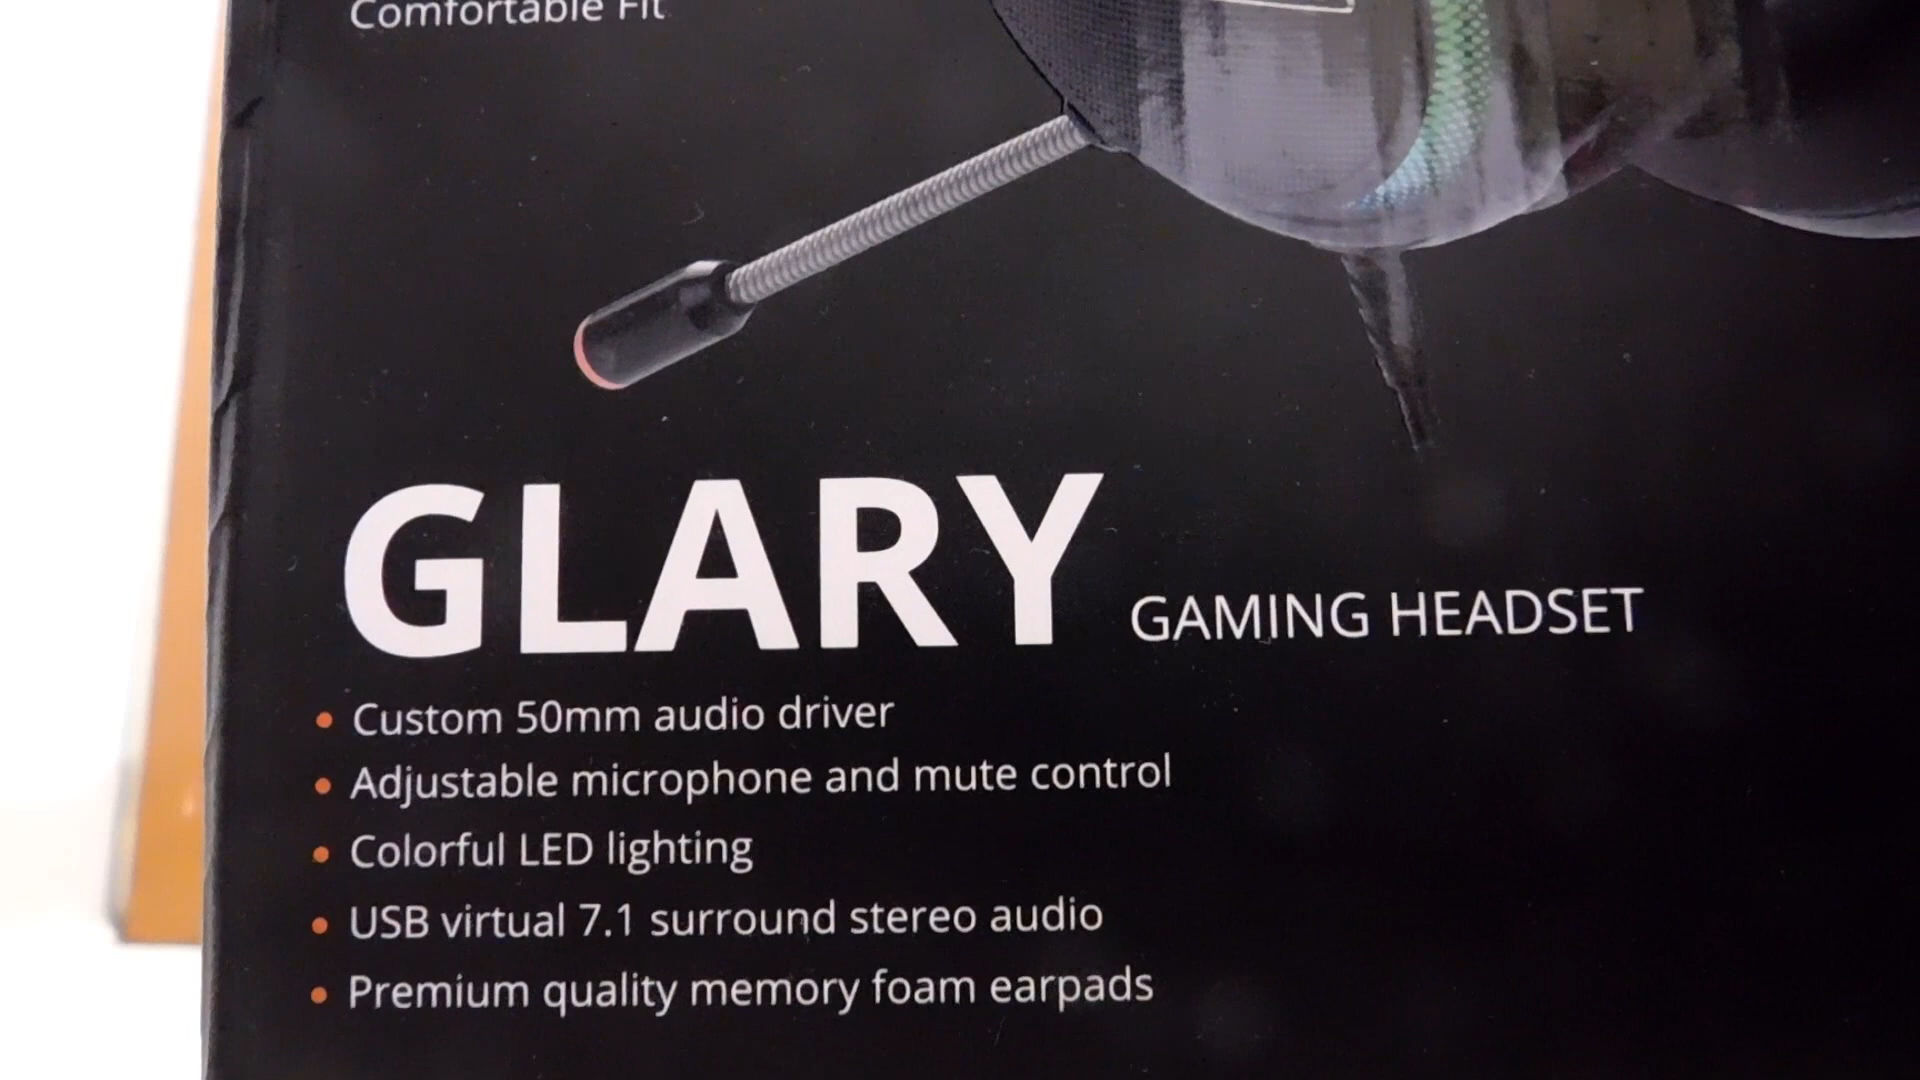 Comfortable Fit
GLARY GAMING HEADSET
• Custom 50mm audio driver
• Adjustable microphone and mute control
• Colorful LED lighting
• USB virtual 7.1 surround stereo audio
• Premium quality memory foam earpads